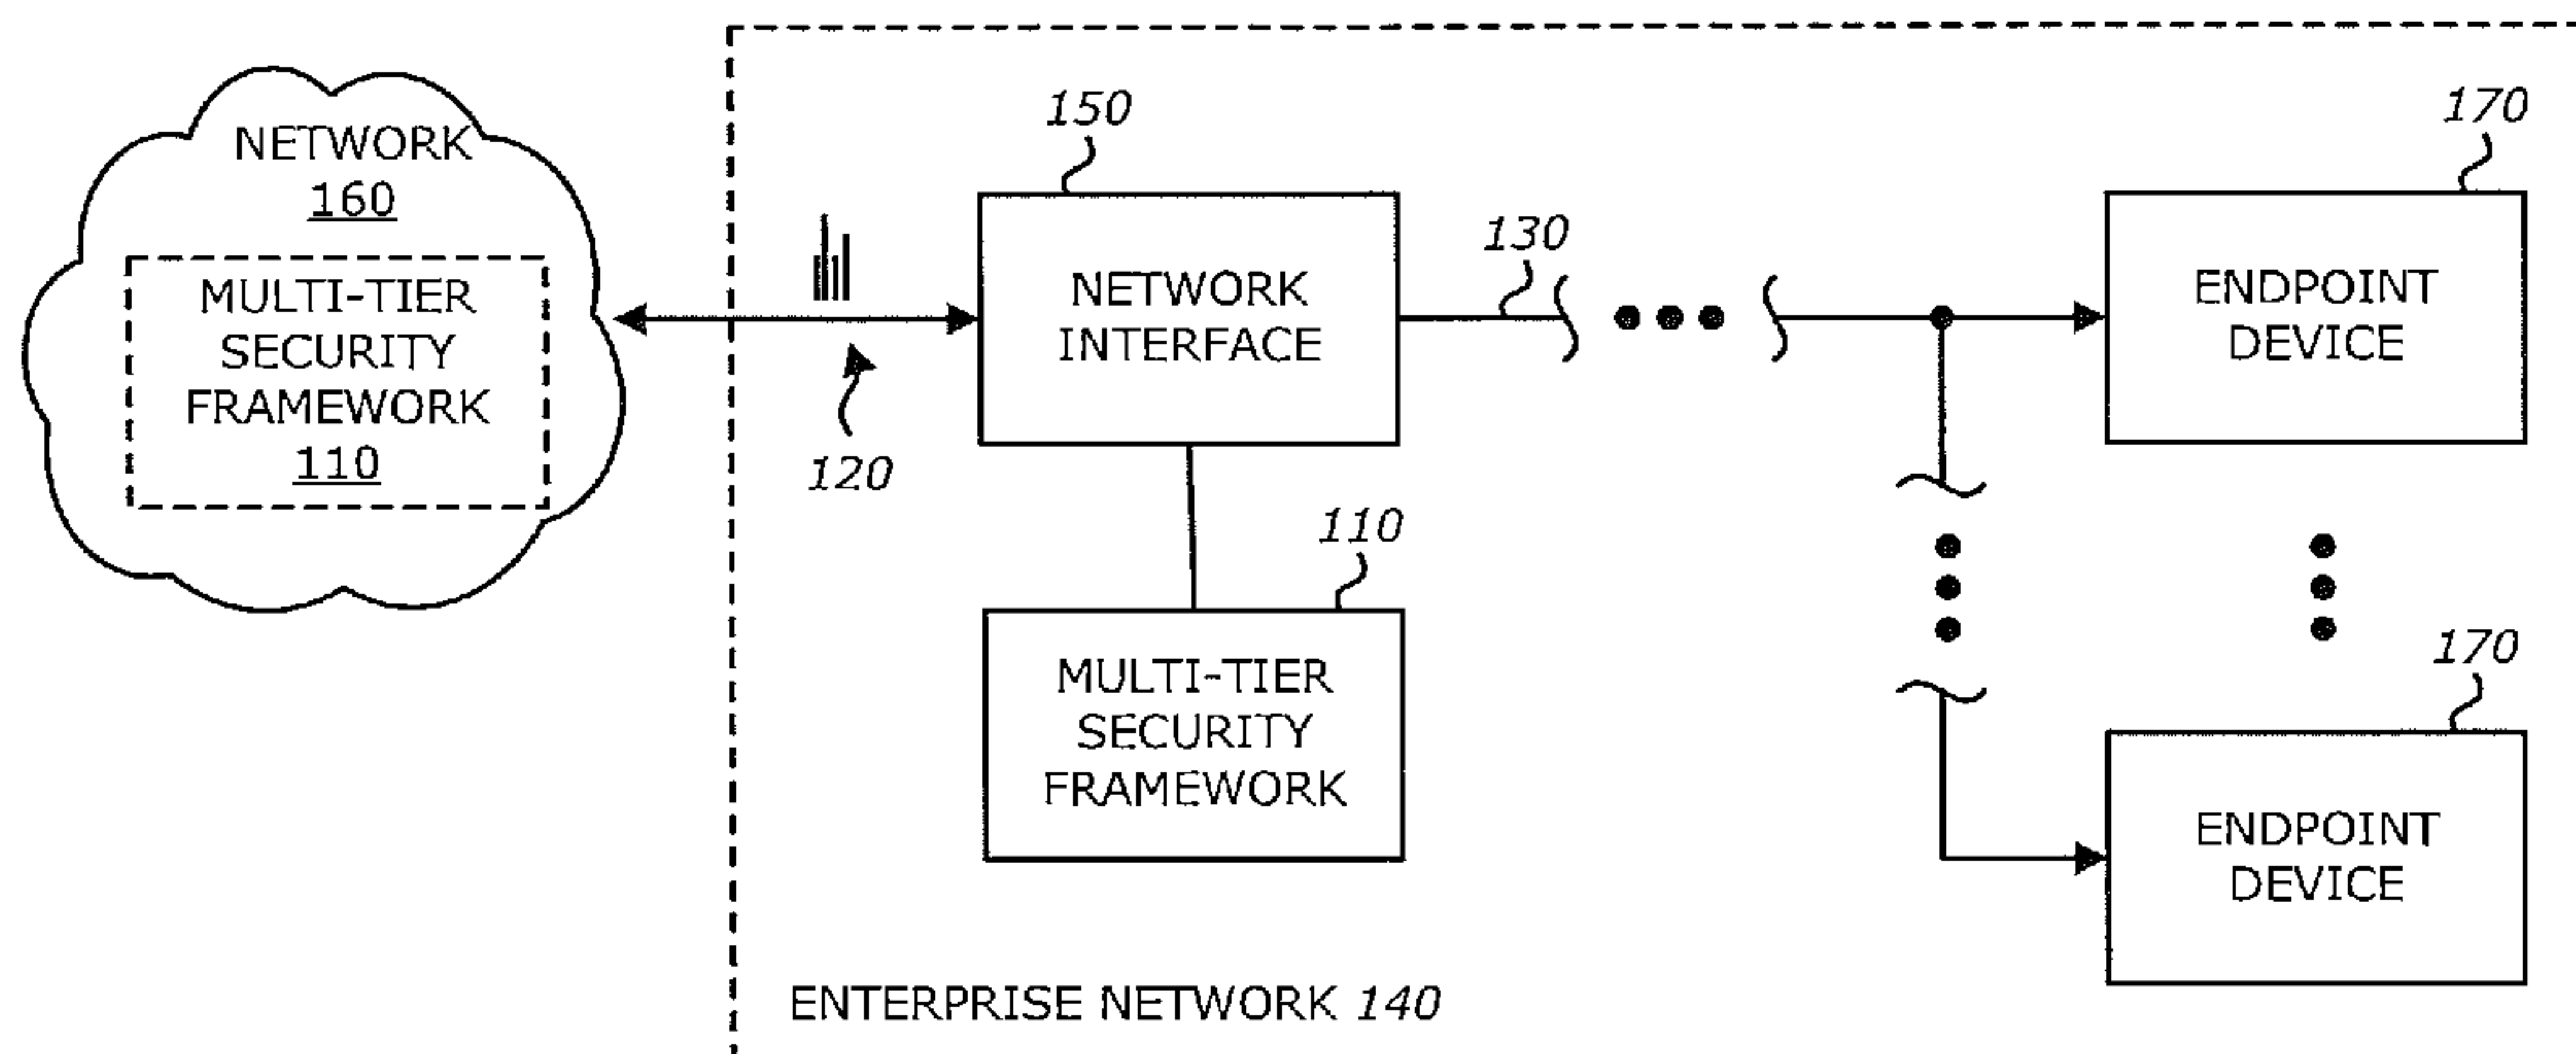 NETWORK
160
MULTI-TIER
SECURITY
FRAMEWORK
110
120
150
NETWORK
INTERFACE
130
110
MULTI-TIER
SECURITY
FRAMEWORK
170
ENDPOINT
DEVICE
170
ENDPOINT
DEVICE
ENTERPRISE NETWORK 140